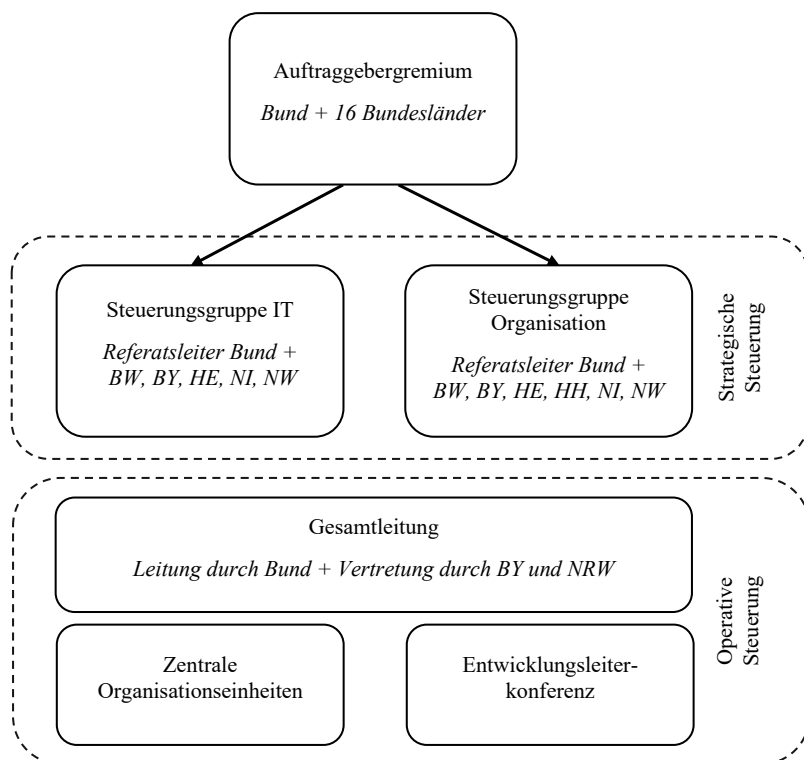 Auftraggebergremium
Bund + 16 Bundesländer
Steuerungsgruppe IT
Referatsleiter Bund +
BW, BY, HE, NI, NW
Steuerungsgruppe
Organisation
Referatsleiter Bund +
BW, BY, HE, HH, NI, NW
Strategische
Steuerung
Gesamtleitung
Leitung durch Bund + Vertretung durch BY und NRW
Zentrale
Organisationseinheiten
Entwicklungsleiter-
konferenz
Operative
Steuerung